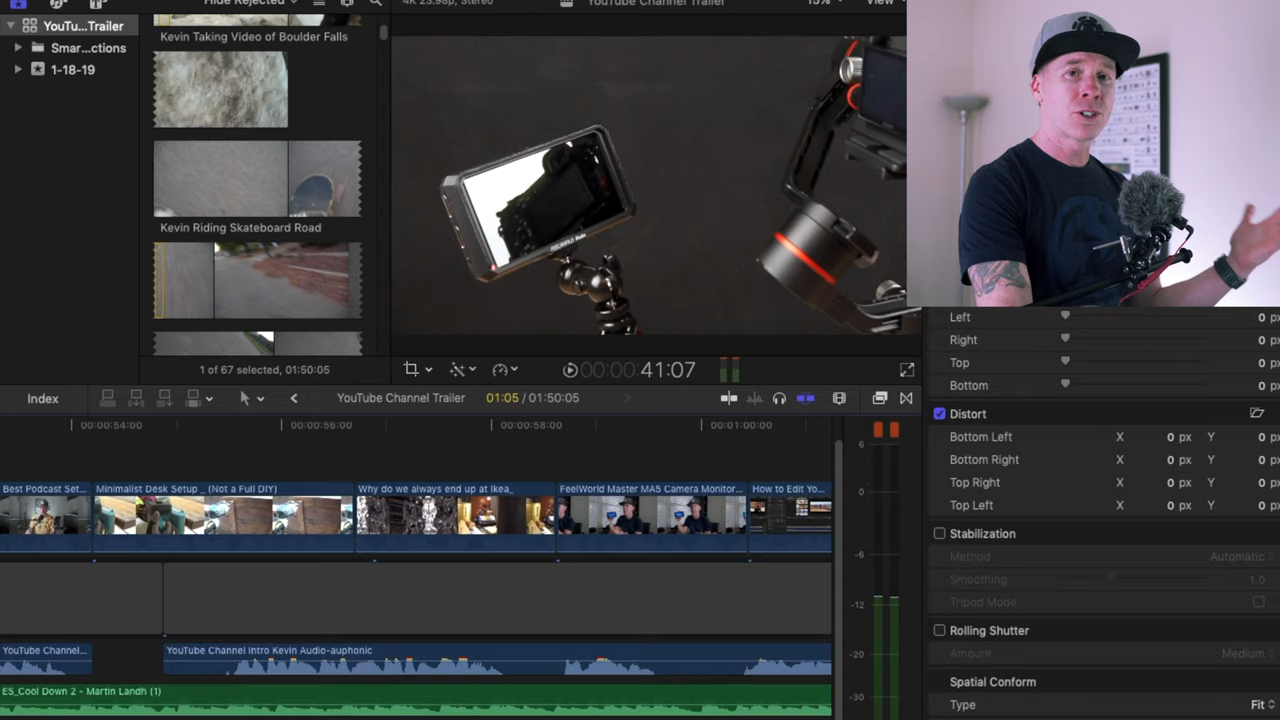 Hide Rejected
4K 23.98p, Stereo
YouTube Channel Trailer
15%
View
YouTu...Trailer
Smar...ctions
1-18-19
Kevin Taking Video of Boulder Falls
Kevin Riding Skateboard Road
1 of 67 selected, 01:50:05
00:00:00:41:07
FEELWORLD
Left 0 px
Right 0 px
Top 0 px
Bottom 0 px
Distort
Bottom Left X 0 px Y 0
Bottom Right X 0 px Y 0
Top Right X 0 px Y 0
Top Left X 0 px Y 0
Stabilization
Method Automatic
Smoothing 1.0
Tripod Mode
Rolling Shutter
Amount Medium
Spatial Conform
Type Fit
Index
YouTube Channel Trailer
01:05 / 01:50:05
00:00:54:00
00:00:56:00
00:00:58:00
00:01:00:00
Best Podcast Set...
Minimalist Desk Setup _ (Not a Full DIY)
Why do we always end up at Ikea_
FeelWorld Master MA5 Camera Monitor...
How to Edit Yo...
YouTube Channel...
YouTube Channel Intro Kevin Audio-auphonic
ES_Cool Down 2 - Martin Landh (1)
6
0
-6
-12
-20
-30